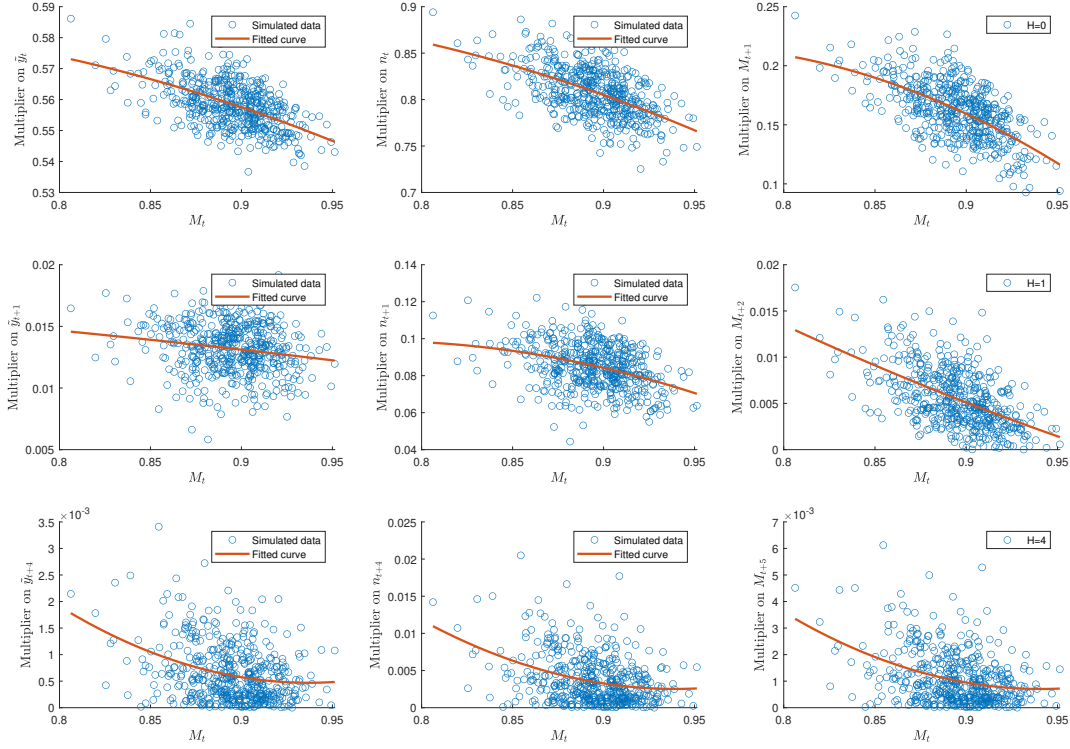 Multiplier on ỹ_t
0.59
0.58
0.57
0.56
0.55
0.54
0.53
0.8 0.85 0.9 0.95
M_t
Simulated data
Fitted curve
Multiplier on n_t
0.9
0.85
0.8
0.75
0.7
0.8 0.85 0.9 0.95
M_t
Simulated data
Fitted curve
Multiplier on M_{t+1}
0.25
0.2
0.15
0.1
0.8 0.85 0.9 0.95
M_t
H=0
Multiplier on ỹ_{t+1}
0.02
0.015
0.01
0.005
0.8 0.85 0.9 0.95
M_t
Simulated data
Fitted curve
Multiplier on n_{t+1}
0.14
0.12
0.1
0.08
0.06
0.04
0.8 0.85 0.9 0.95
M_t
Simulated data
Fitted curve
Multiplier on M_{t+2}
0.02
0.015
0.01
0.005
0
0.8 0.85 0.9 0.95
M_t
H=1
Multiplier on ỹ_{t+4}
×10^{-3}
3.5
3
2.5
2
1.5
1
0.5
0
0.8 0.85 0.9 0.95
M_t
Simulated data
Fitted curve
Multiplier on n_{t+4}
0.025
0.02
0.015
0.01
0.005
0
0.8 0.85 0.9 0.95
M_t
Simulated data
Fitted curve
Multiplier on M_{t+5}
×10^{-3}
7
6
5
4
3
2
1
0
0.8 0.85 0.9 0.95
M_t
H=4